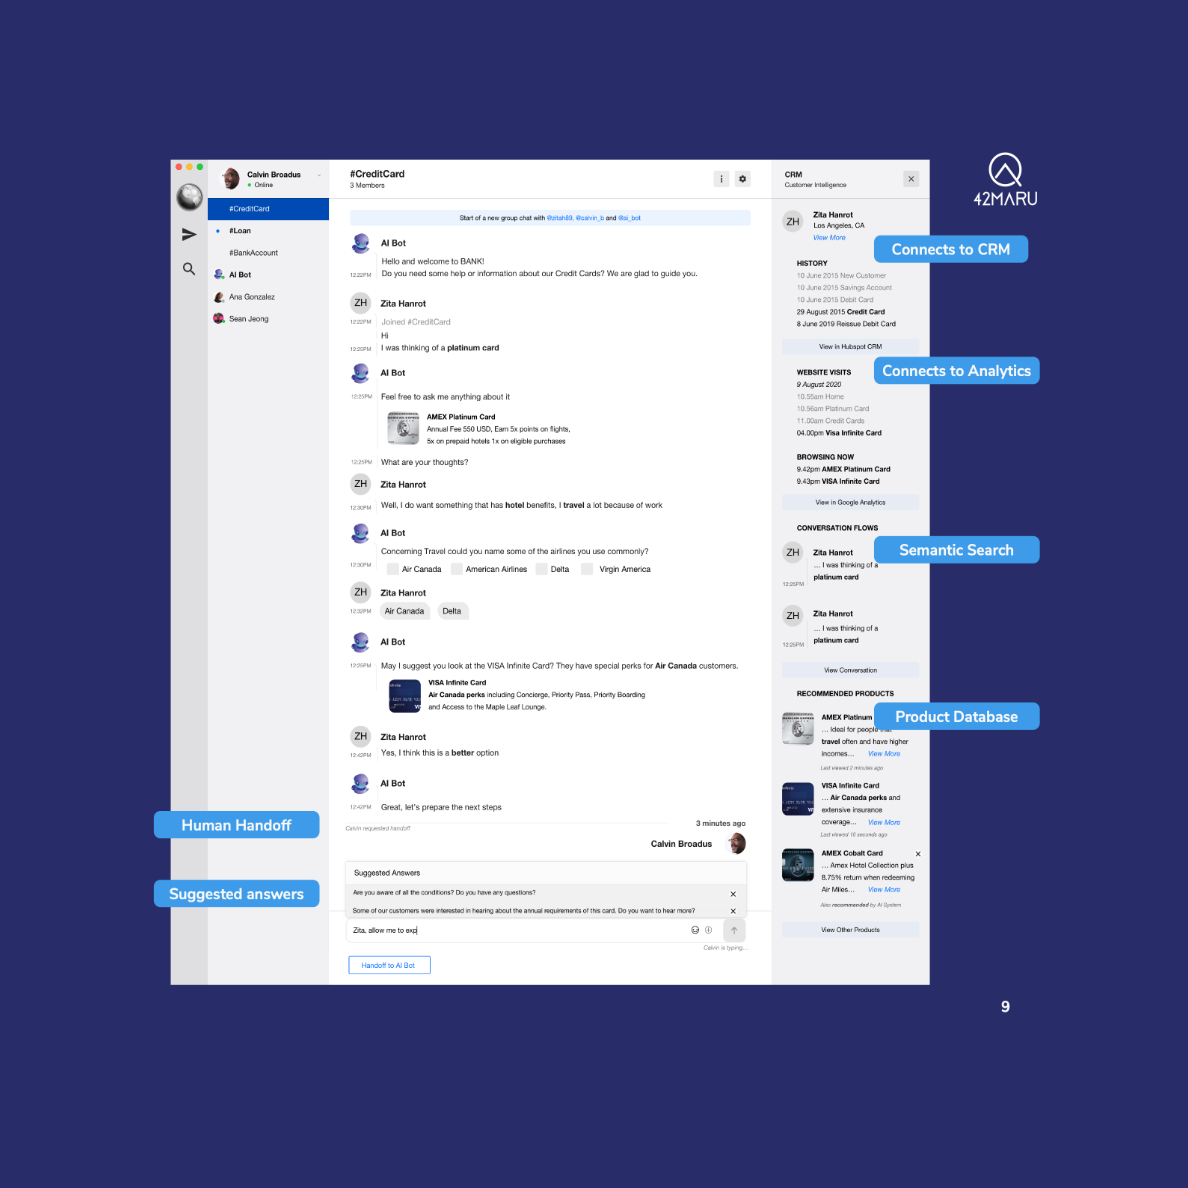 42MARU
Calvin Broadus
Online
#CreditCard
#Loan
#BankAccount
AI Bot
Ana Gonzalez
Sean Jeong
Human Handoff
Suggested answers
#CreditCard
3 Members
i
Start of a new group chat with @zitah89, @calvin_b and @ai_bot
AI Bot
Hello and welcome to BANK!
12:22PM Do you need some help or information about our Credit Cards? We are glad to guide you.
ZH Zita Hanrot
12:22PM Joined #CreditCard
Hi
12:23PM I was thinking of a platinum card
AI Bot
12:25PM Feel free to ask me anything about it
AMEX Platinum Card
Annual Fee 550 USD, Earn 5x points on flights,
5x on prepaid hotels 1x on eligible purchases
12:25PM What are your thoughts?
ZH Zita Hanrot
12:30PM Well, I do want something that has hotel benefits, I travel a lot because of work
AI Bot
Concerning Travel could you name some of the airlines you use commonly?
12:30PM Air Canada American Airlines Delta Virgin America
ZH Zita Hanrot
12:32PM Air Canada Delta
AI Bot
12:25PM May I suggest you look at the VISA Infinite Card? They have special perks for Air Canada customers.
VISA Infinite Card
Air Canada perks including Concierge, Priority Pass, Priority Boarding
and Access to the Maple Leaf Lounge.
ZH Zita Hanrot
12:42PM Yes, I think this is a better option
AI Bot
12:42PM Great, let's prepare the next steps
3 minutes ago
Calvin requested handoff
Calvin Broadus
Suggested Answers
Are you aware of all the conditions? Do you have any questions?
Some of our customers were interested in hearing about the annual requirements of this card. Do you want to hear more?
Zita, allow me to exp
Calvin is typing...
Handoff to AI Bot
CRM
Customer Intelligence
ZH Zita Hanrot
Los Angeles, CA
View More
Connects to CRM
HISTORY
10 June 2015 New Customer
10 June 2015 Savings Account
10 June 2015 Debit Card
29 August 2015 Credit Card
8 June 2019 Reissue Debit Card
View in Hubspot CRM
Connects to Analytics
WEBSITE VISITS
9 August 2020
10.55am Home
10.56am Platinum Card
11.00am Credit Cards
04.00pm Visa Infinite Card
BROWSING NOW
9.42pm AMEX Platinum Card
9.43pm VISA Infinite Card
View in Google Analytics
CONVERSATION FLOWS
Semantic Search
ZH Zita Hanrot
... I was thinking of a
platinum card
12:25PM
ZH Zita Hanrot
... I was thinking of a
platinum card
12:25PM
View Conversation
RECOMMENDED PRODUCTS
Product Database
AMEX Platinum
... Ideal for people that
travel often and have higher
incomes... View More
Last viewed 2 minutes ago
VISA Infinite Card
... Air Canada perks and
extensive insurance
coverage... View More
Last viewed 16 seconds ago
AMEX Cobalt Card
... Amex Hotel Collection plus
8.75% return when redeeming
Air Miles... View More
Also recommended by AI System
View Other Products
9